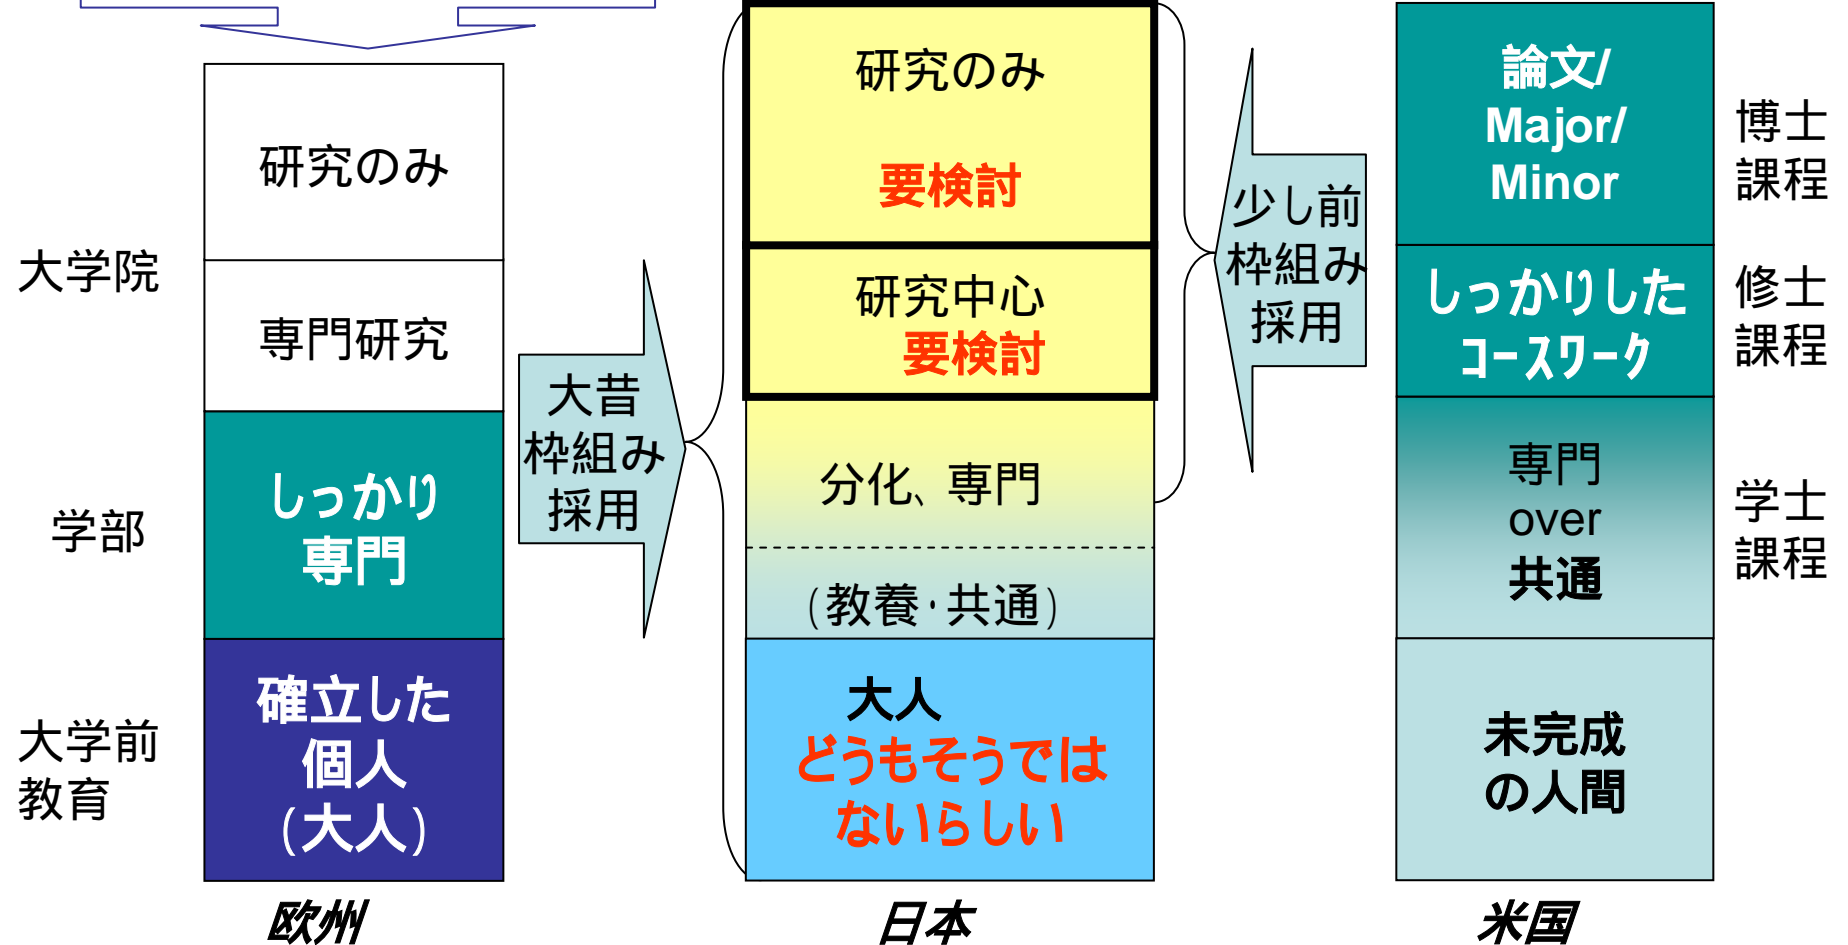 大学院
学部
大学前
教育
研究のみ
専門研究
しっかり
専門
確立した
個人
(大人)
欧州
大昔
枠組み
採用
研究のみ
要検討
研究中心
要検討
分化、専門
(教養・共通)
大人
どうもそうでは
ないらしい
日本
少し前
枠組み
採用
論文/
Major/
Minor
しっかりした
コースワーク
専門
over
共通
未完成
の人間
米国
博士
課程
修士
課程
学士
課程